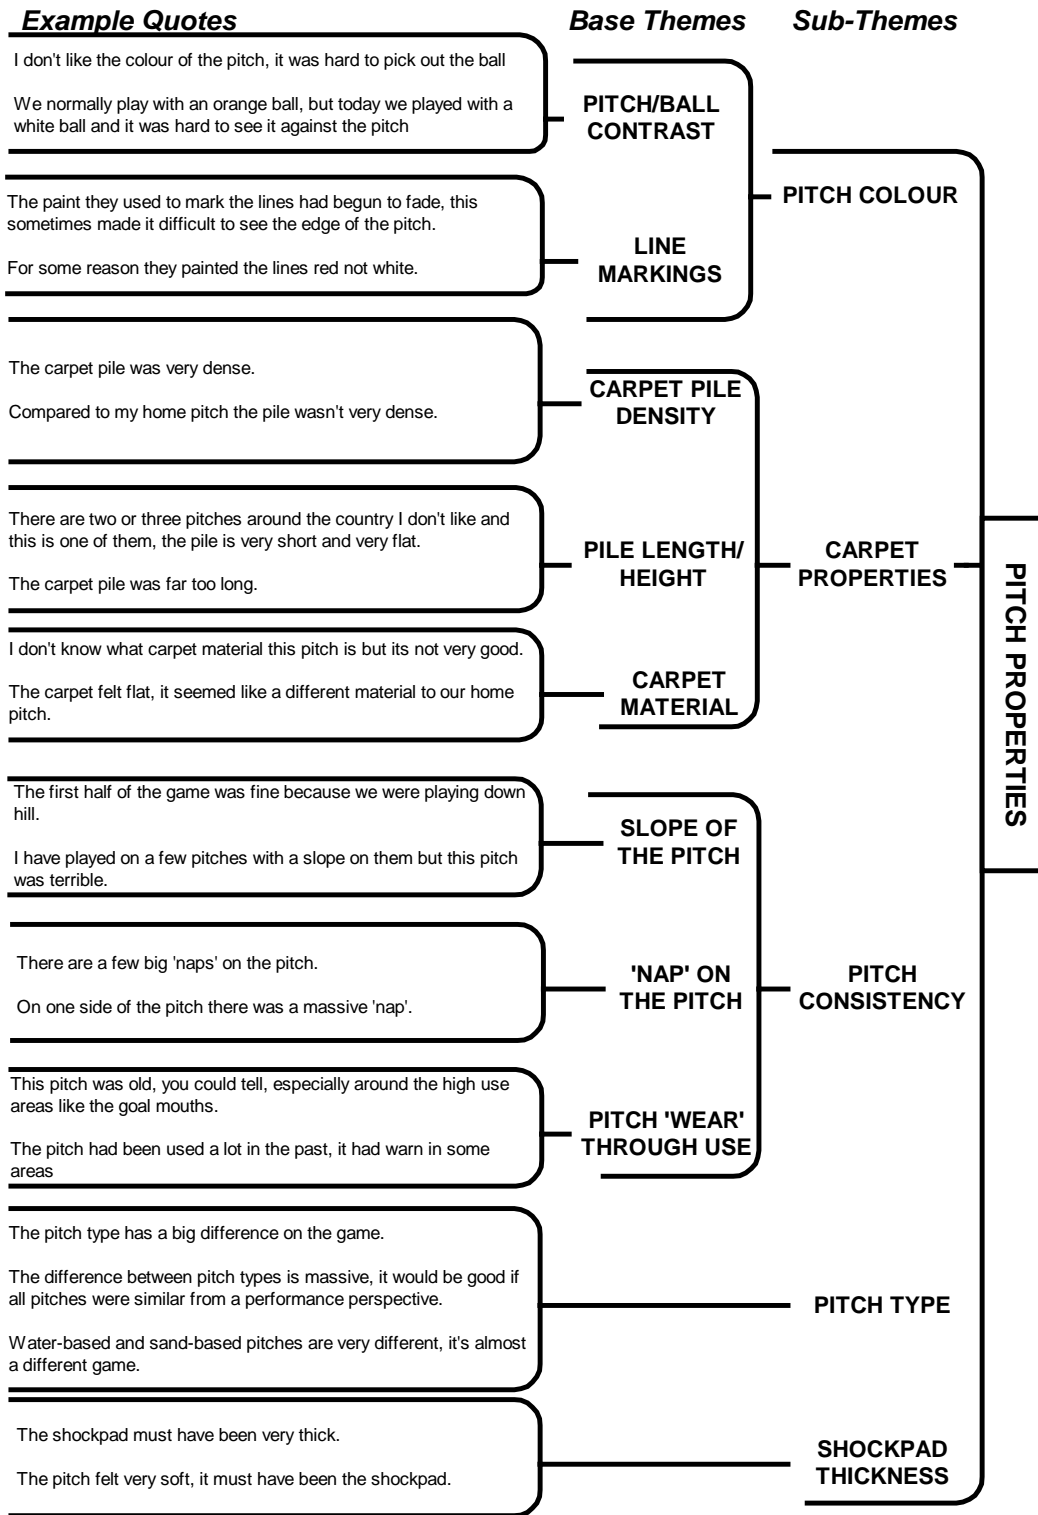 Example Quotes
Base Themes
Sub-Themes
I don't like the colour of the pitch, it was hard to pick out the ball
We normally play with an orange ball, but today we played with a
white ball and it was hard to see it against the pitch
PITCH/BALL
CONTRAST
The paint they used to mark the lines had begun to fade, this
sometimes made it difficult to see the edge of the pitch.
For some reason they painted the lines red not white.
LINE
MARKINGS
PITCH COLOUR
The carpet pile was very dense.
Compared to my home pitch the pile wasn't very dense.
CARPET PILE
DENSITY
There are two or three pitches around the country I don't like and
this is one of them, the pile is very short and very flat.
The carpet pile was far too long.
PILE LENGTH/
HEIGHT
I don't know what carpet material this pitch is but its not very good.
The carpet felt flat, it seemed like a different material to our home
pitch.
CARPET
MATERIAL
CARPET
PROPERTIES
The first half of the game was fine because we were playing down
hill.
I have played on a few pitches with a slope on them but this pitch
was terrible.
SLOPE OF
THE PITCH
There are a few big 'naps' on the pitch.
On one side of the pitch there was a massive 'nap'.
'NAP' ON
THE PITCH
This pitch was old, you could tell, especially around the high use
areas like the goal mouths.
The pitch had been used a lot in the past, it had warn in some
areas
PITCH 'WEAR'
THROUGH USE
PITCH
CONSISTENCY
The pitch type has a big difference on the game.
The difference between pitch types is massive, it would be good if
all pitches were similar from a performance perspective.
Water-based and sand-based pitches are very different, it's almost
a different game.
PITCH TYPE
The shockpad must have been very thick.
The pitch felt very soft, it must have been the shockpad.
SHOCKPAD
THICKNESS
PITCH PROPERTIES